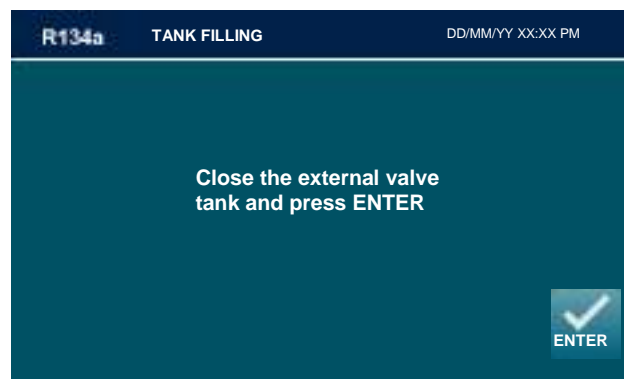 R134a TANK FILLING DD/MM/YY XX:XX PM
Close the external valve
tank and press ENTER
ENTER